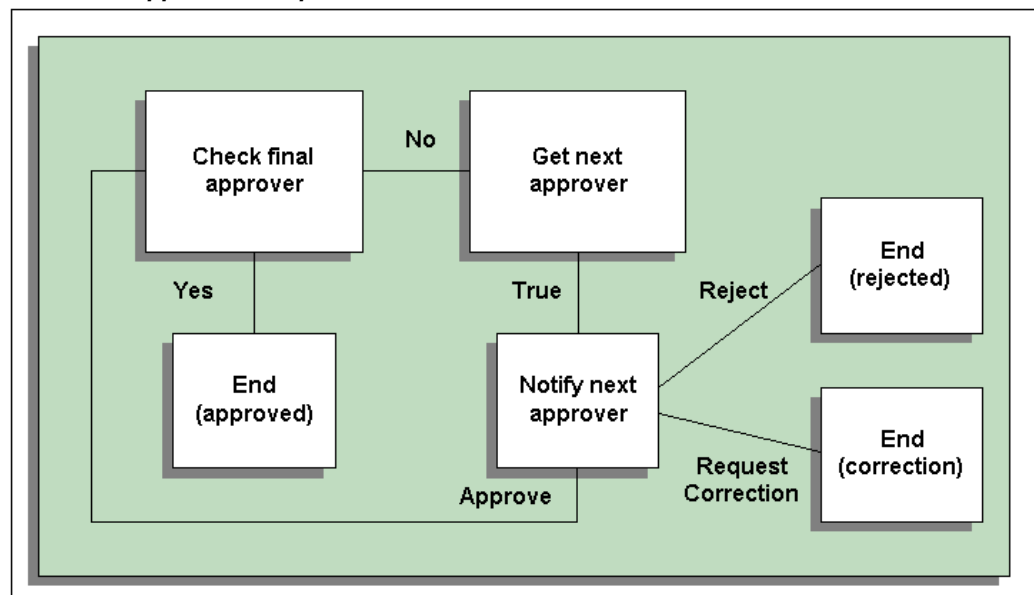 Check final
approver
No
Get next
approver
End
(rejected)
Yes
True
Reject
End
(approved)
Notify next
approver
End
(correction)
Request
Correction
Approve